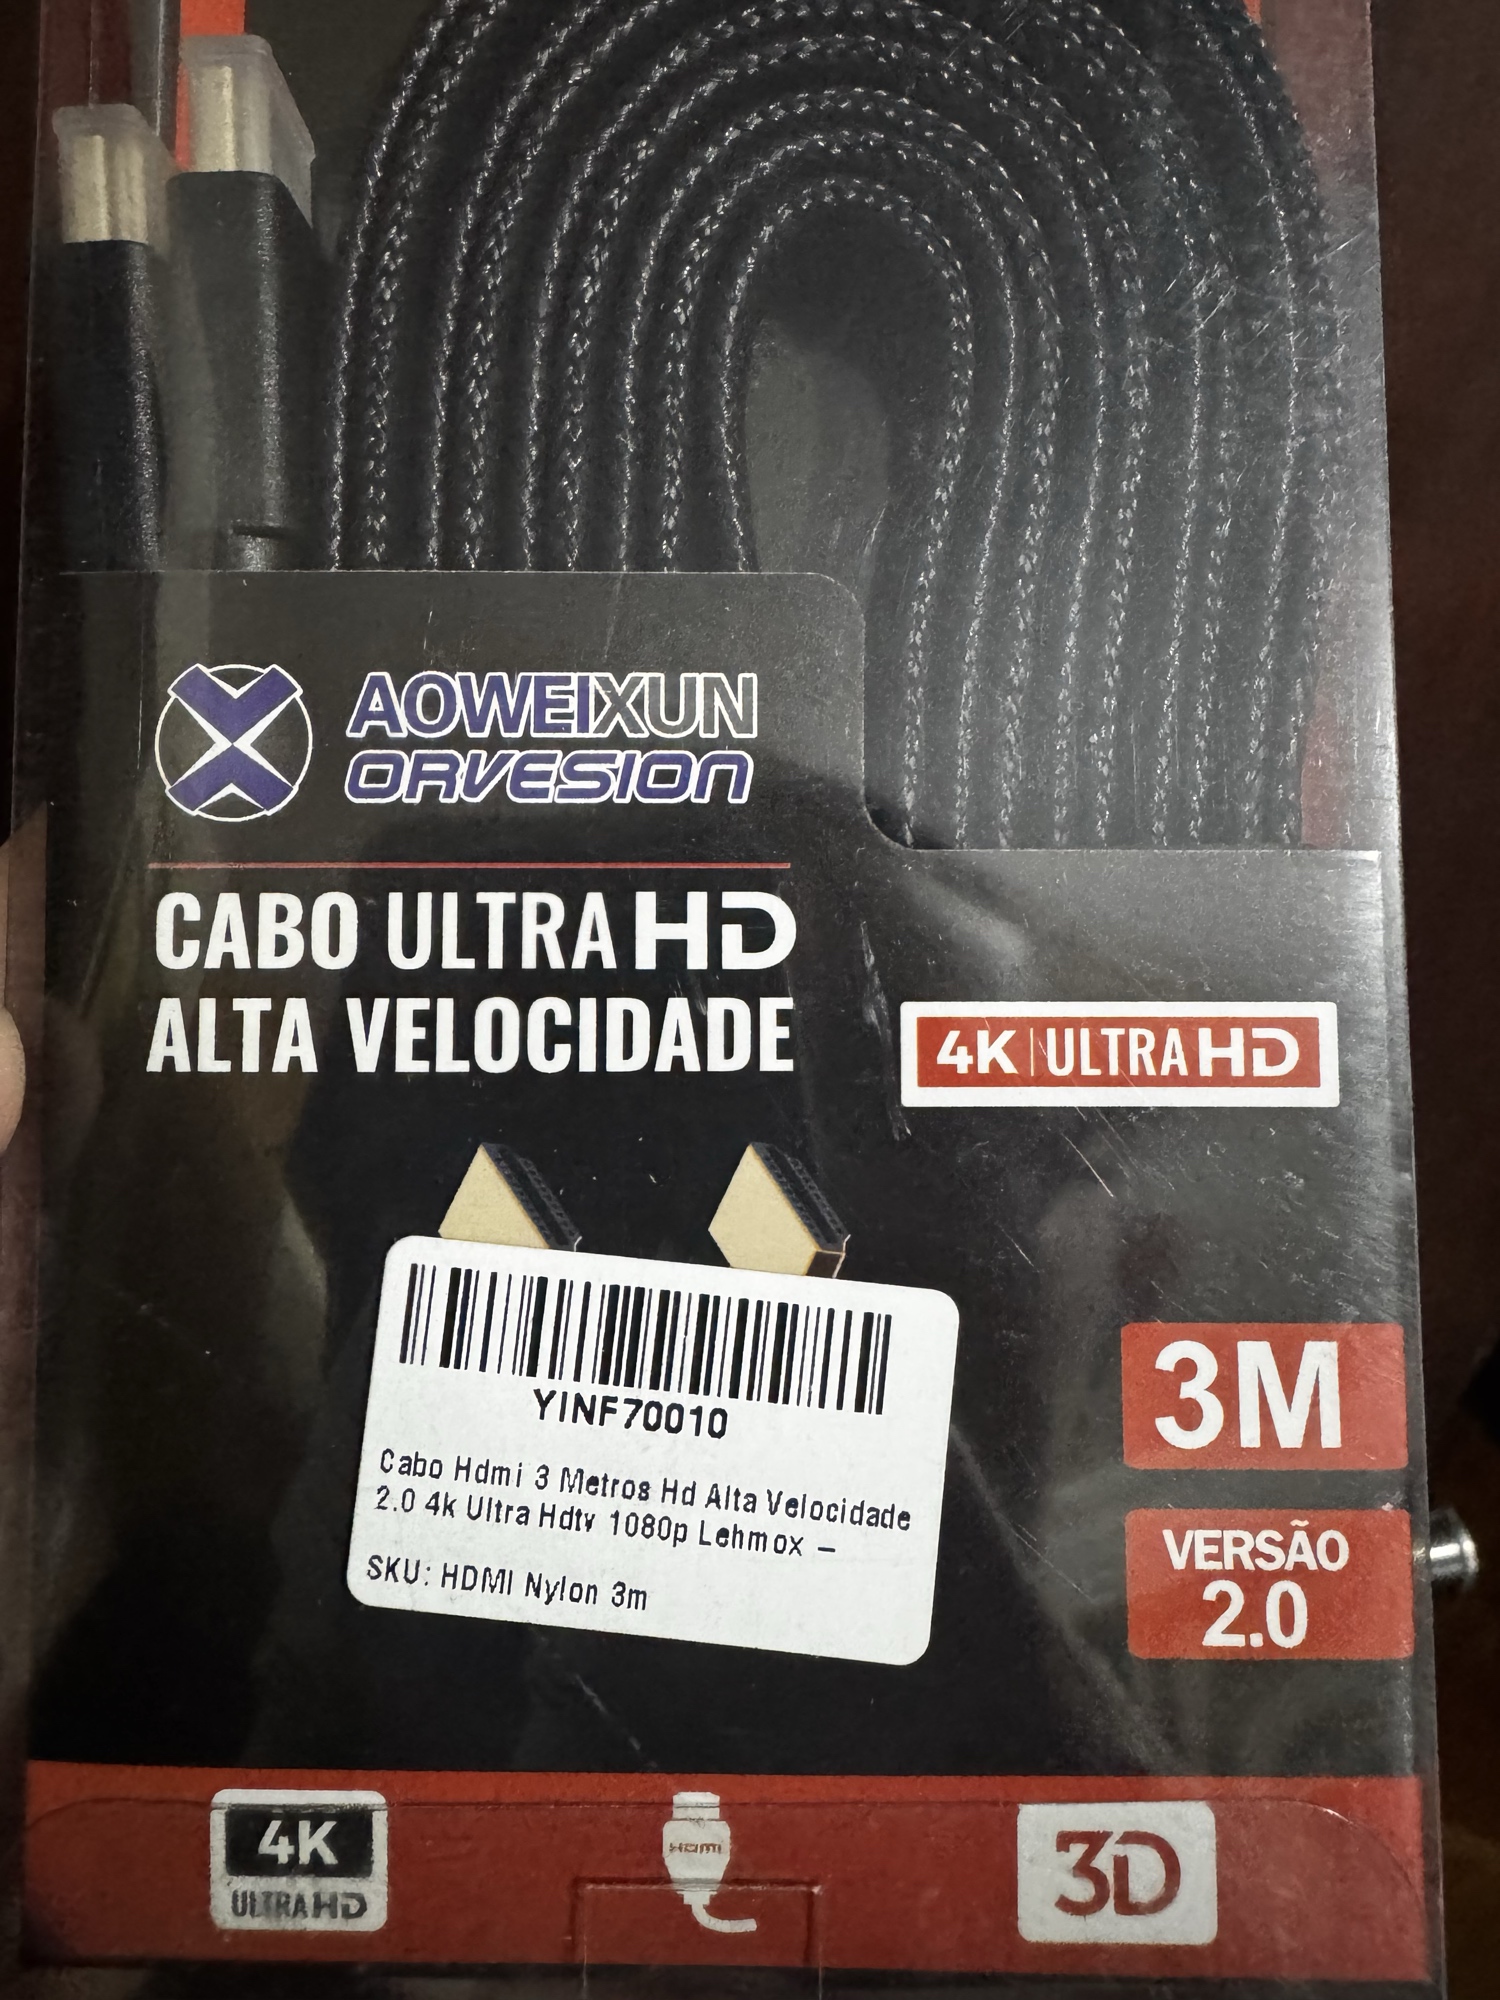 AOWEIXUN
ORVESION
CABO ULTRA HD
ALTA VELOCIDADE
4K ULTRA HD
YINF70010
Cabo Hdmi 3 Metros Hd Alta Velocidade
2.0 4k Ultra Hdtv 1080p Lehmox –
SKU: HDMI Nylon 3m
3M
VERSÃO
2.0
4K
ULTRA HD
HDMI
3D